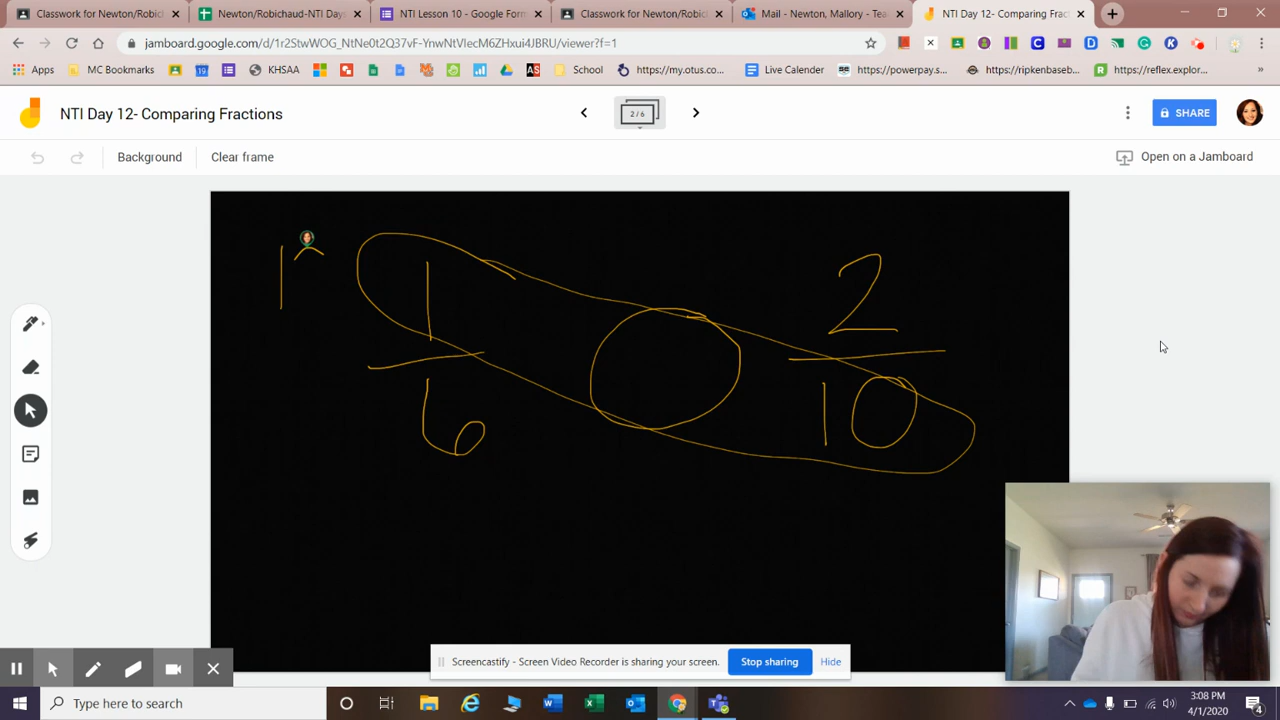 Classwork for Newton/Robich
Newton/Robichaud-NTI Days
NTI Lesson 10 - Google Form
Classwork for Newton/Robich
Mail - Newton, Mallory - Tea
NTI Day 12- Comparing Frac
jamboard.google.com/d/1r2StwWOG_NtNe0t2Q37vF-YnwNtVIecM6ZHxui4JBRU/viewer?f=1
Apps
MC Bookmarks
KHSAA
School
https://my.otus.co...
Live Calender
https://powerpay.s...
https://ripkenbaseb...
https://reflex.explor...
NTI Day 12- Comparing Fractions
2/6
SHARE
Background
Clear frame
Open on a Jamboard
1
6
2
10
Screencastify - Screen Video Recorder is sharing your screen.
Stop sharing
Hide
Type here to search
3:08 PM
4/1/2020